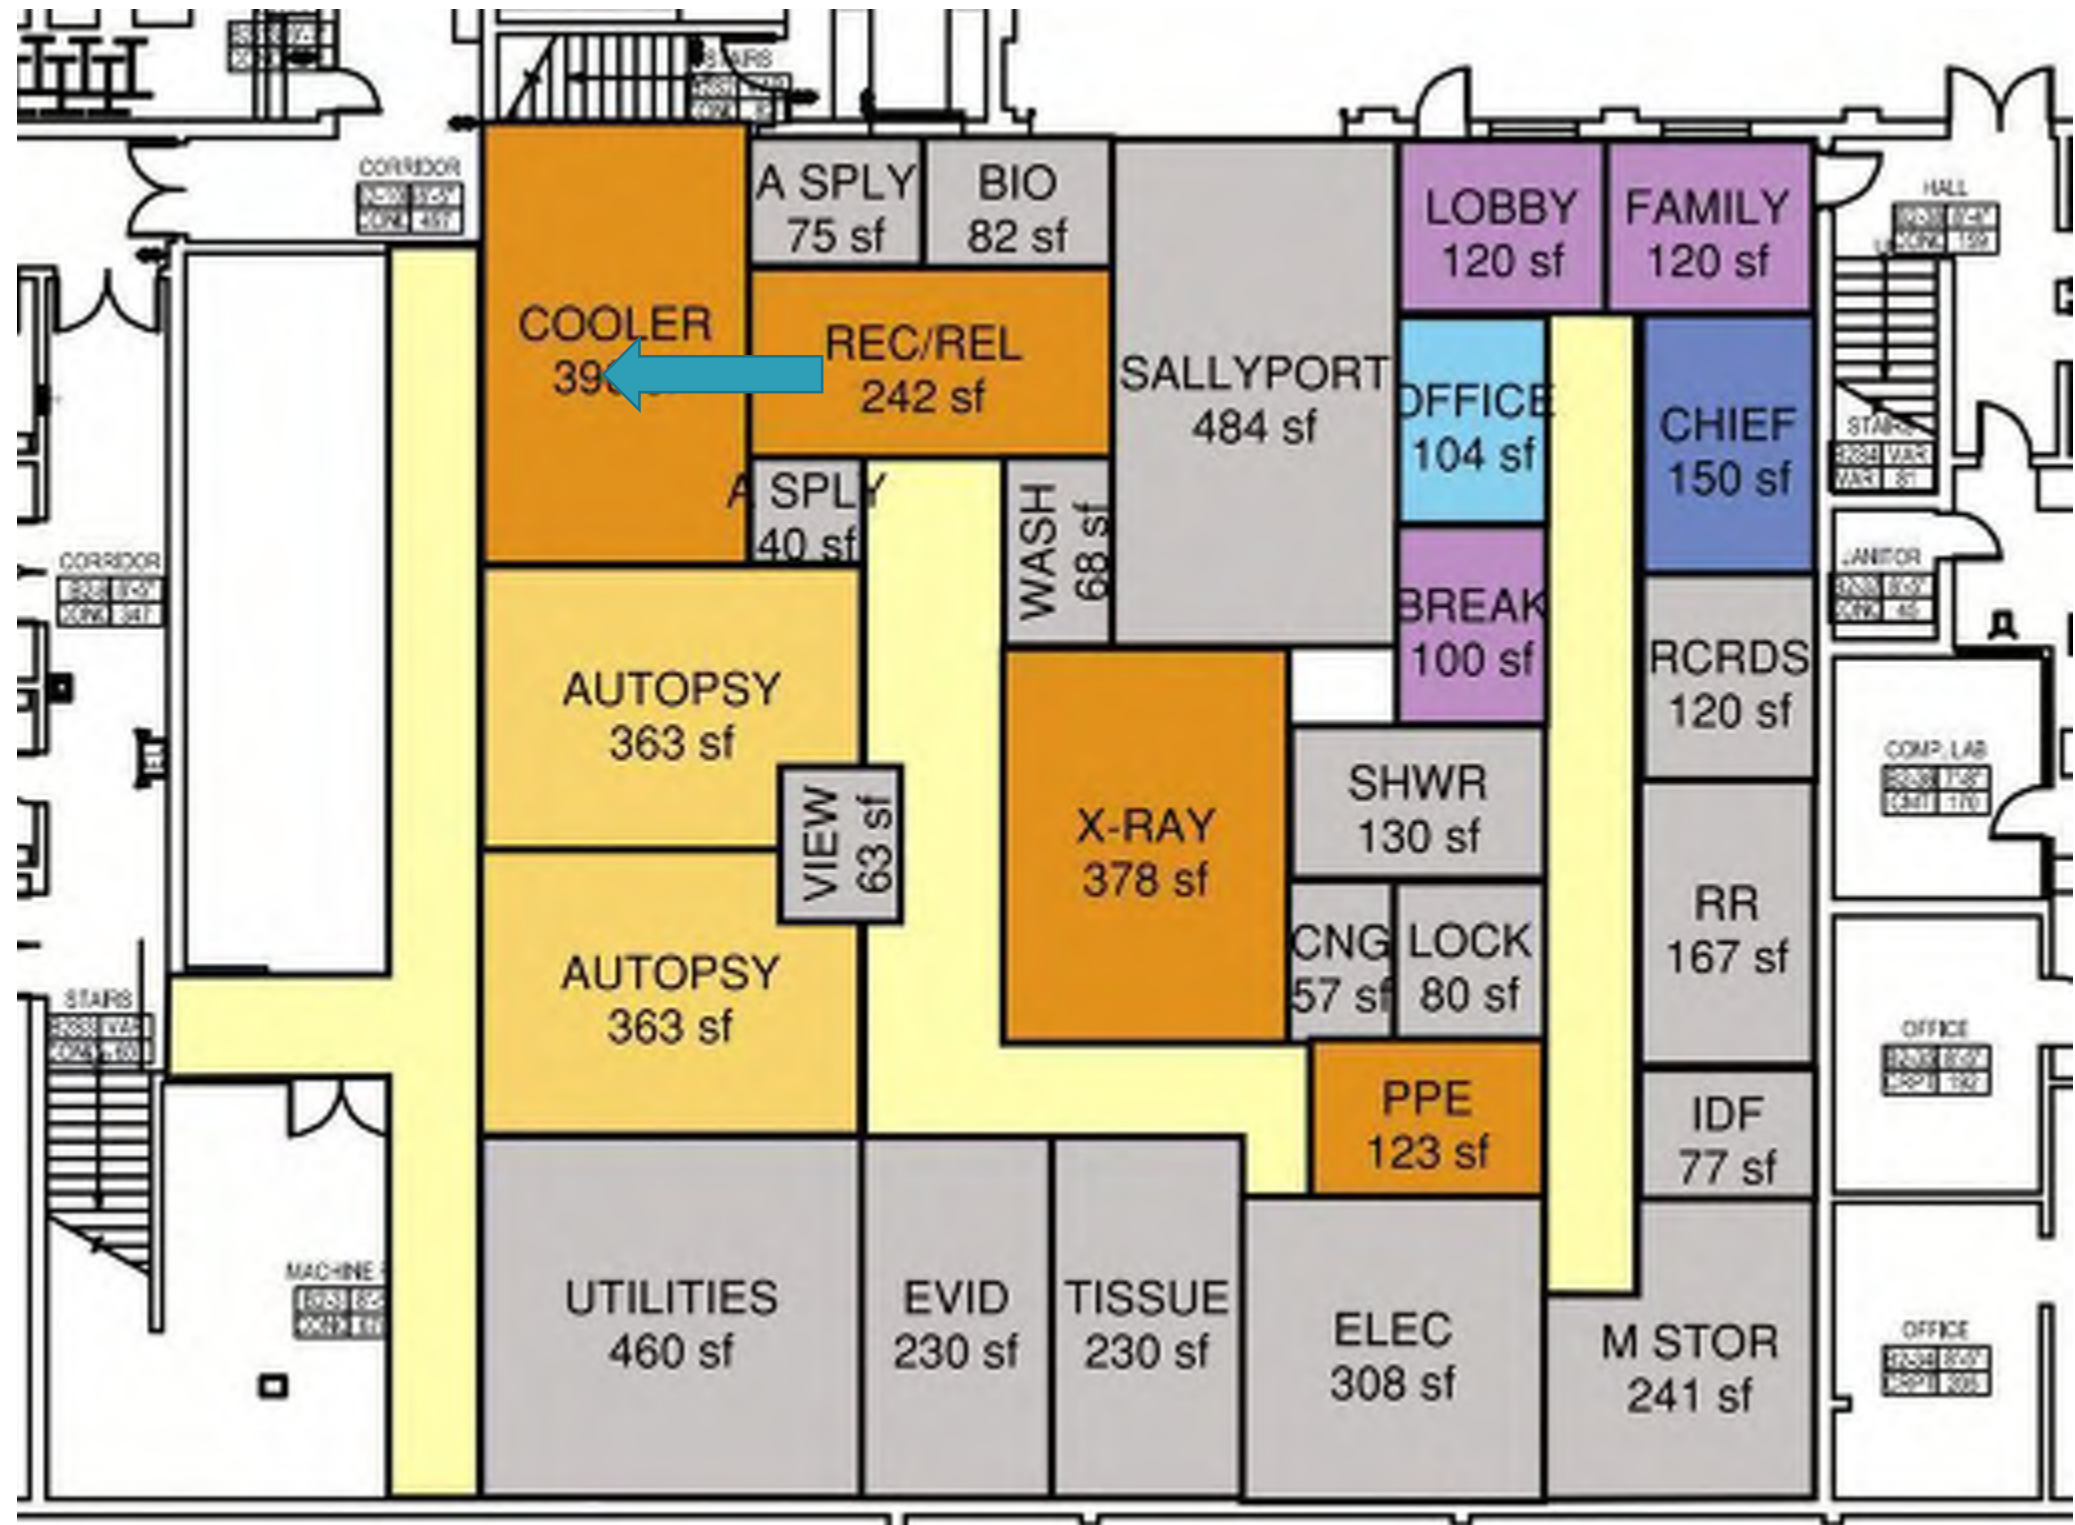 STAIRS
CORRIDOR
A SPLY
75 sf
BIO
82 sf
LOBBY
120 sf
FAMILY
120 sf
HALL
COOLER
REC/REL
242 sf
SALLYPORT
484 sf
OFFICE
104 sf
CHIEF
150 sf
STAIRS
A SPLY
40 sf
WASH
68 sf
CORRIDOR
JANITOR
BREAK
100 sf
RCRDS
120 sf
AUTOPSY
363 sf
VIEW
63 sf
X-RAY
378 sf
SHWR
130 sf
COMP. LAB
RR
167 sf
CNG
57 sf
LOCK
80 sf
AUTOPSY
363 sf
STAIRS
OFFICE
PPE
123 sf
IDF
77 sf
MACHINE
UTILITIES
460 sf
EVID
230 sf
TISSUE
230 sf
ELEC
308 sf
M STOR
241 sf
OFFICE